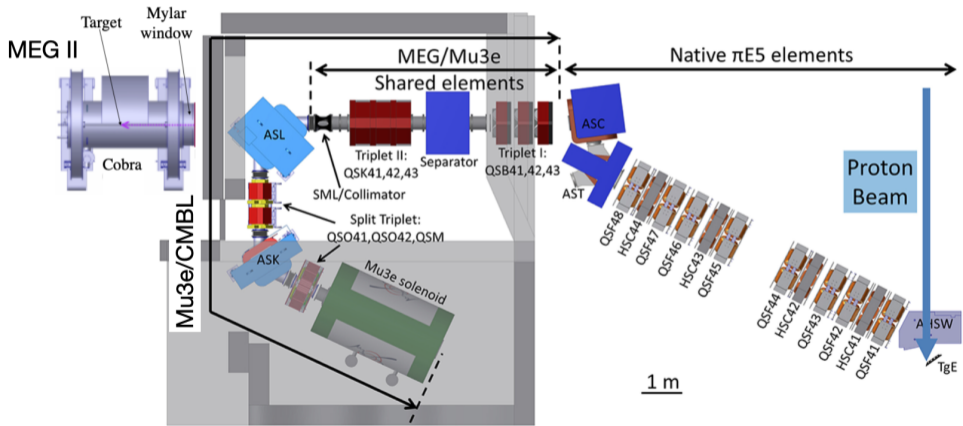 MEG II
Target
Mylar
window
Cobra
MEG/Mu3e
Shared elements
Native πE5 elements
ASL
Triplet II:
QSK41,42,43
Separator
Triplet I:
QSB41,42,43
SML/Collimator
ASC
AST
Split Triplet:
QSO41,QSO42,QSM
ASK
Mu3e/CMBL
Mu3e solenoid
QSF48
HSC44
QSF47
QSF46
HSC43
QSF45
QSF44
HSC42
QSF43
QSF42
HSC41
QSF41
Proton
Beam
AHSW
TgE
1 m